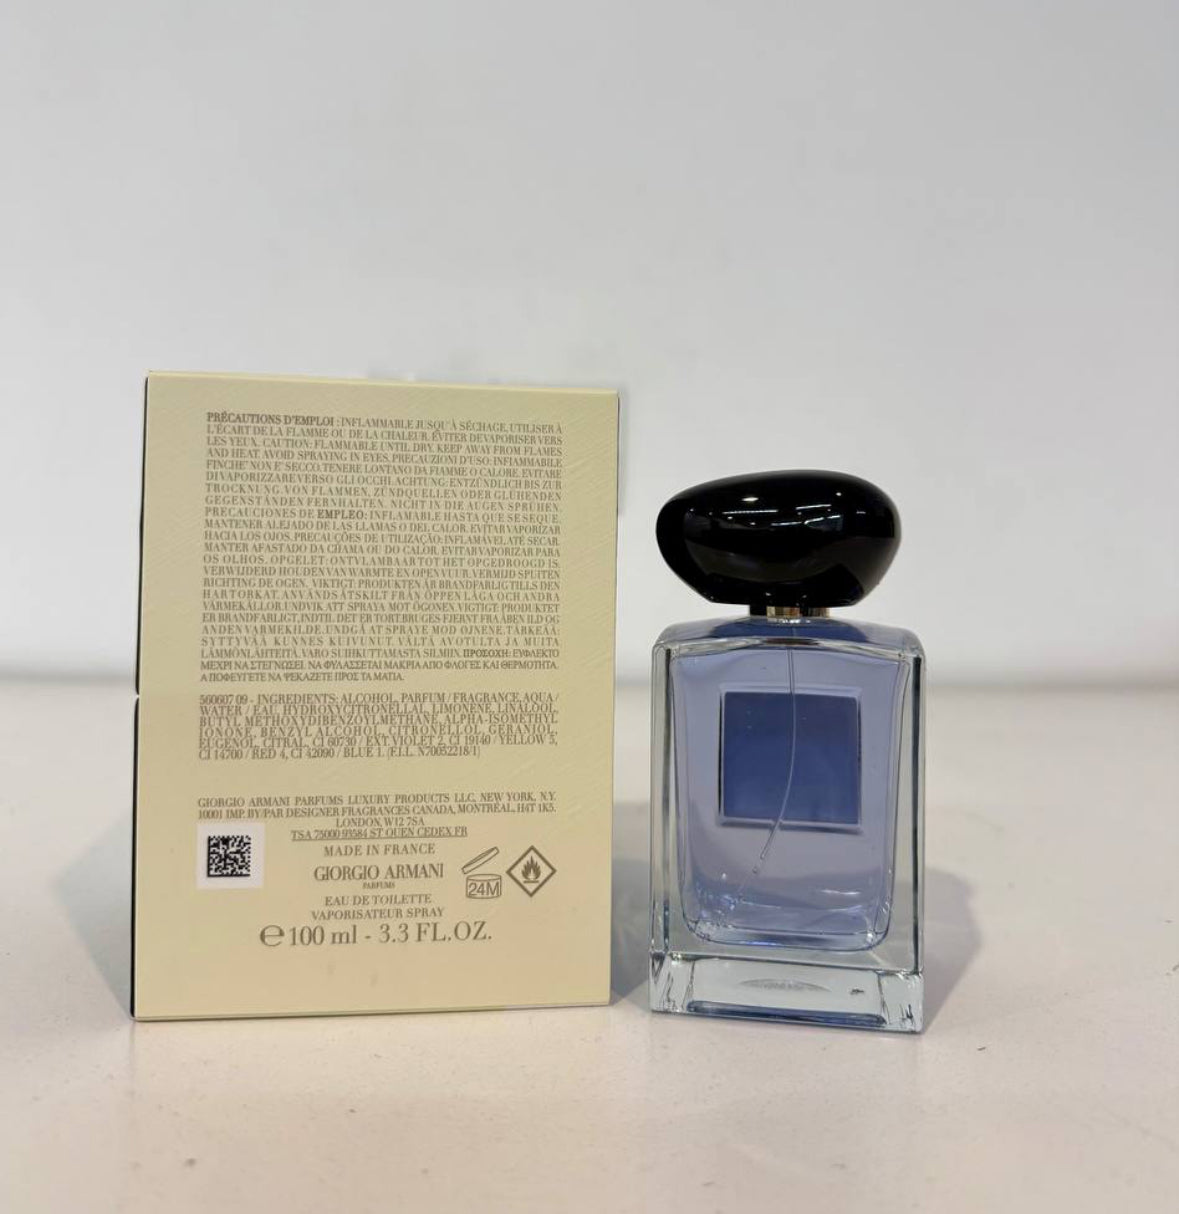 PRÉCAUTIONS D'EMPLOI : INFLAMMABLE JUSQU'À SÉCHAGE, UTILISER À
L'ÉCART DE LA FLAMME OU DE LA CHALEUR. ÉVITER DE VAPORISER VERS
LES YEUX. CAUTION: FLAMMABLE UNTIL DRY. KEEP AWAY FROM FLAMES
AND HEAT. AVOID SPRAYING IN EYES. PRECAUZIONI D'USO: INFIAMMABILE
FINCHE' NON E' SECCO. TENERE LONTANO DA FIAMME O CALORE. EVITARE
DI VAPORIZZARE VERSO GLI OCCHI. ACHTUNG: ENTZÜNDLICH BIS ZUR
TROCKNUNG. VON FLAMMEN, ZÜNDQUELLEN ODER GLÜHENDEN
GEGENSTÄNDEN FERNHALTEN. NICHT IN DIE AUGEN SPRÜHEN.
PRECAUCIONES DE EMPLEO: INFLAMABLE HASTA QUE SE SEQUE.
MANTENER ALEJADO DE LAS LLAMAS O DEL CALOR. EVITAR VAPORIZAR
HACIA LOS OJOS. PRECAUÇÕES DE UTILIZAÇÃO: INFLAMÁVEL ATÉ SECAR.
MANTER AFASTADO DA CHAMA OU DO CALOR. EVITAR VAPORIZAR PARA
OS OLHOS. OPGELET: ONTVLAMBAAR TOT HET OPGEDROOGD IS.
VERWIJDERD HOUDEN VAN WARMTE EN OPEN VUUR. VERMIJD SPUITEN
RICHTING DE OGEN. VIKTIGT: PRODUKTEN ÄR BRANDFARLIG TILLS DEN
HAR TORKAT. ANVÄNDS ÅTSKILT FRÅN ÖPPEN LÅGA OCH ANDRA
VÄRMEKÄLLOR. UNDVIK ATT SPRAYA MOT ÖGONEN. VIGTIGT: PRODUKTET
ER BRANDFARLIGT, INDTIL DET ER TORT. BRUGES FJERNT FRA ÅBEN ILD OG
ANDEN VARMEKILDE. UNDGÅ AT SPRAYE MOD ØJNENE. TÄRKEÄÄ:
SYTTYVÄÄ KUNNES KUIVUNUT. VÄLTÄ AVOTULTA JA MUITA
LÄMMÖNLÄHTEITÄ. VARO SUIHKUTTAMASTA SILMIIN. ΠΡΟΣΟΧΗ: ΕΥΦΛΕΚΤΟ
ΜΕΧΡΙ ΝΑ ΣΤΕΓΝΩΣΕΙ. ΝΑ ΦΥΛΑΣΣΕΤΑΙ ΜΑΚΡΙΑ ΑΠΟ ΦΛΟΓΕΣ ΚΑΙ ΘΕΡΜΟΤΗΤΑ.
ΑΠΟΦΕΥΓΕΤΕ ΝΑ ΨΕΚΑΖΕΤΕ ΠΡΟΣ ΤΑ ΜΑΤΙΑ.
560607 09 - INGREDIENTS: ALCOHOL, PARFUM / FRAGRANCE, AQUA /
WATER / EAU, HYDROXYCITRONELLAL, LIMONENE, LINALOOL,
BUTYL METHOXYDIBENZOYLMETHANE, ALPHA-ISOMETHYL
IONONE, BENZYL ALCOHOL, CITRONELLOL, GERANIOL,
EUGENOL, CITRAL, CI 60730 / EXT. VIOLET 2, CI 19140 / YELLOW 5,
CI 14700 / RED 4, CI 42090 / BLUE 1. (F.I.L. N70052218/1)
GIORGIO ARMANI PARFUMS LUXURY PRODUCTS LLC, NEW YORK, N.Y.
10001 IMP. BY/PAR DESIGNER FRAGRANCES CANADA, MONTRÉAL, H4T 1K5.
LONDON, W12 7SA
TSA 75000 93584 ST OUEN CEDEX, FR
MADE IN FRANCE
GIORGIO ARMANI
PARFUMS
24M
EAU DE TOILETTE
VAPORISATEUR SPRAY
℮ 100 ml - 3.3 FL.OZ.